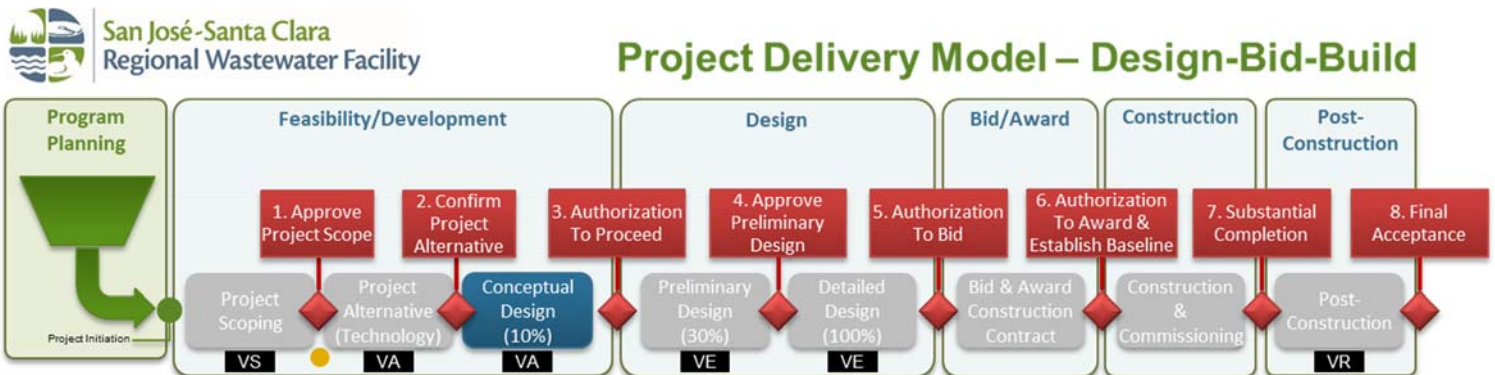 San José-Santa Clara
Regional Wastewater Facility
Project Delivery Model – Design-Bid-Build
Program
Planning
Feasibility/Development
Design
Bid/Award
Construction
Post-
Construction
1. Approve
Project Scope
2. Confirm
Project
Alternative
3. Authorization
To Proceed
4. Approve
Preliminary
Design
5. Authorization
To Bid
6. Authorization
To Award &
Establish Baseline
7. Substantial
Completion
8. Final
Acceptance
Project Initiation
Project
Scoping
Project
Alternative
(Technology)
Conceptual
Design
(10%)
Preliminary
Design
(30%)
Detailed
Design
(100%)
Bid & Award
Construction
Contract
Construction
&
Commissioning
Post-
Construction
VS
VA
VA
VE
VE
VR